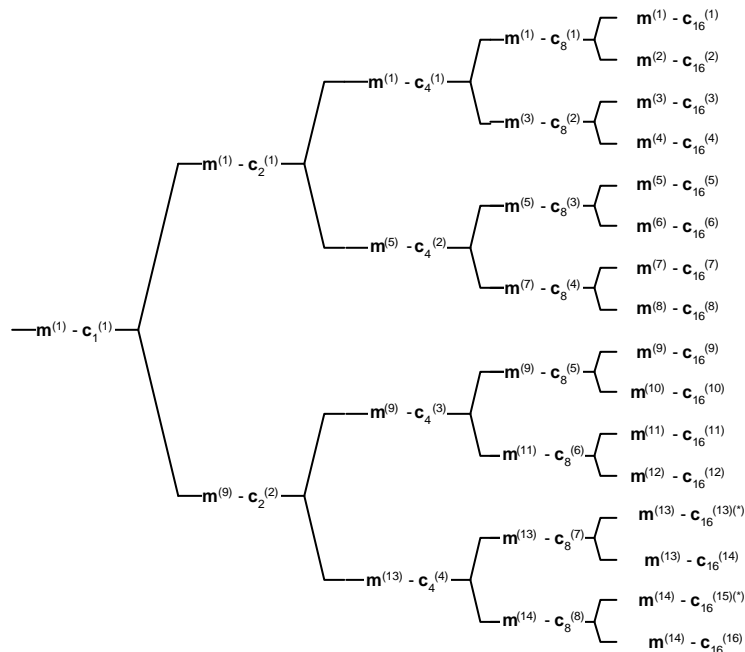 m(1) - c16(1)
m(1) - c8(1)
m(2) - c16(2)
m(1) - c4(1)
m(3) - c16(3)
m(3) - c8(2)
m(4) - c16(4)
m(1) - c2(1)
m(5) - c16(5)
m(5) - c8(3)
m(6) - c16(6)
m(5) - c4(2)
m(7) - c16(7)
m(7) - c8(4)
m(8) - c16(8)
m(1) - c1(1)
m(9) - c16(9)
m(9) - c8(5)
m(10) - c16(10)
m(9) - c4(3)
m(11) - c16(11)
m(11) - c8(6)
m(12) - c16(12)
m(9) - c2(2)
m(13) - c16(13)(*)
m(13) - c8(7)
m(13) - c16(14)
m(13) - c4(4)
m(14) - c16(15)(*)
m(14) - c8(8)
m(14) - c16(16)